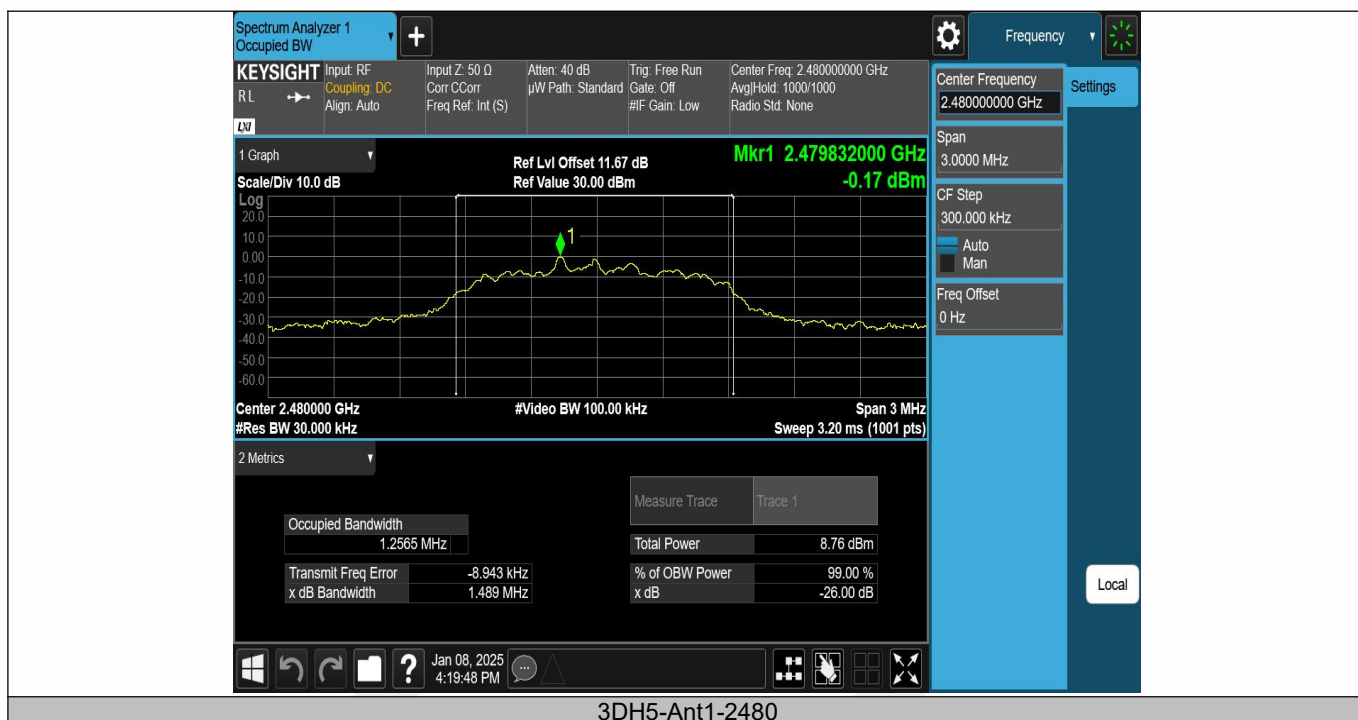 Spectrum Analyzer 1
Occupied BW
+
Frequency
KEYSIGHT
R L
LXI
Input: RF
Coupling: DC
Align: Auto
Input Z: 50 Ω
Corr CCorr
Freq Ref: Int (S)
Atten: 40 dB
µW Path: Standard
Trig: Free Run
Gate: Off
#IF Gain: Low
Center Freq: 2.480000000 GHz
Avg|Hold: 1000/1000
Radio Std: None
Center Frequency
2.480000000 GHz
Settings
Span
3.0000 MHz
CF Step
300.000 kHz
Auto
Man
Freq Offset
0 Hz
Local
1 Graph
Ref Lvl Offset 11.67 dB
Mkr1 2.479832000 GHz
Scale/Div 10.0 dB
Ref Value 30.00 dBm
-0.17 dBm
Log
20.0
10.0
0.00
-10.0
-20.0
-30.0
-40.0
-50.0
-60.0
1
Center 2.480000 GHz
#Video BW 100.00 kHz
Span 3 MHz
#Res BW 30.000 kHz
Sweep 3.20 ms (1001 pts)
2 Metrics
Measure Trace
Trace 1
Occupied Bandwidth
1.2565 MHz
Total Power
8.76 dBm
Transmit Freq Error
-8.943 kHz
% of OBW Power
99.00 %
x dB Bandwidth
1.489 MHz
x dB
-26.00 dB
?
Jan 08, 2025
4:19:48 PM
3DH5-Ant1-2480